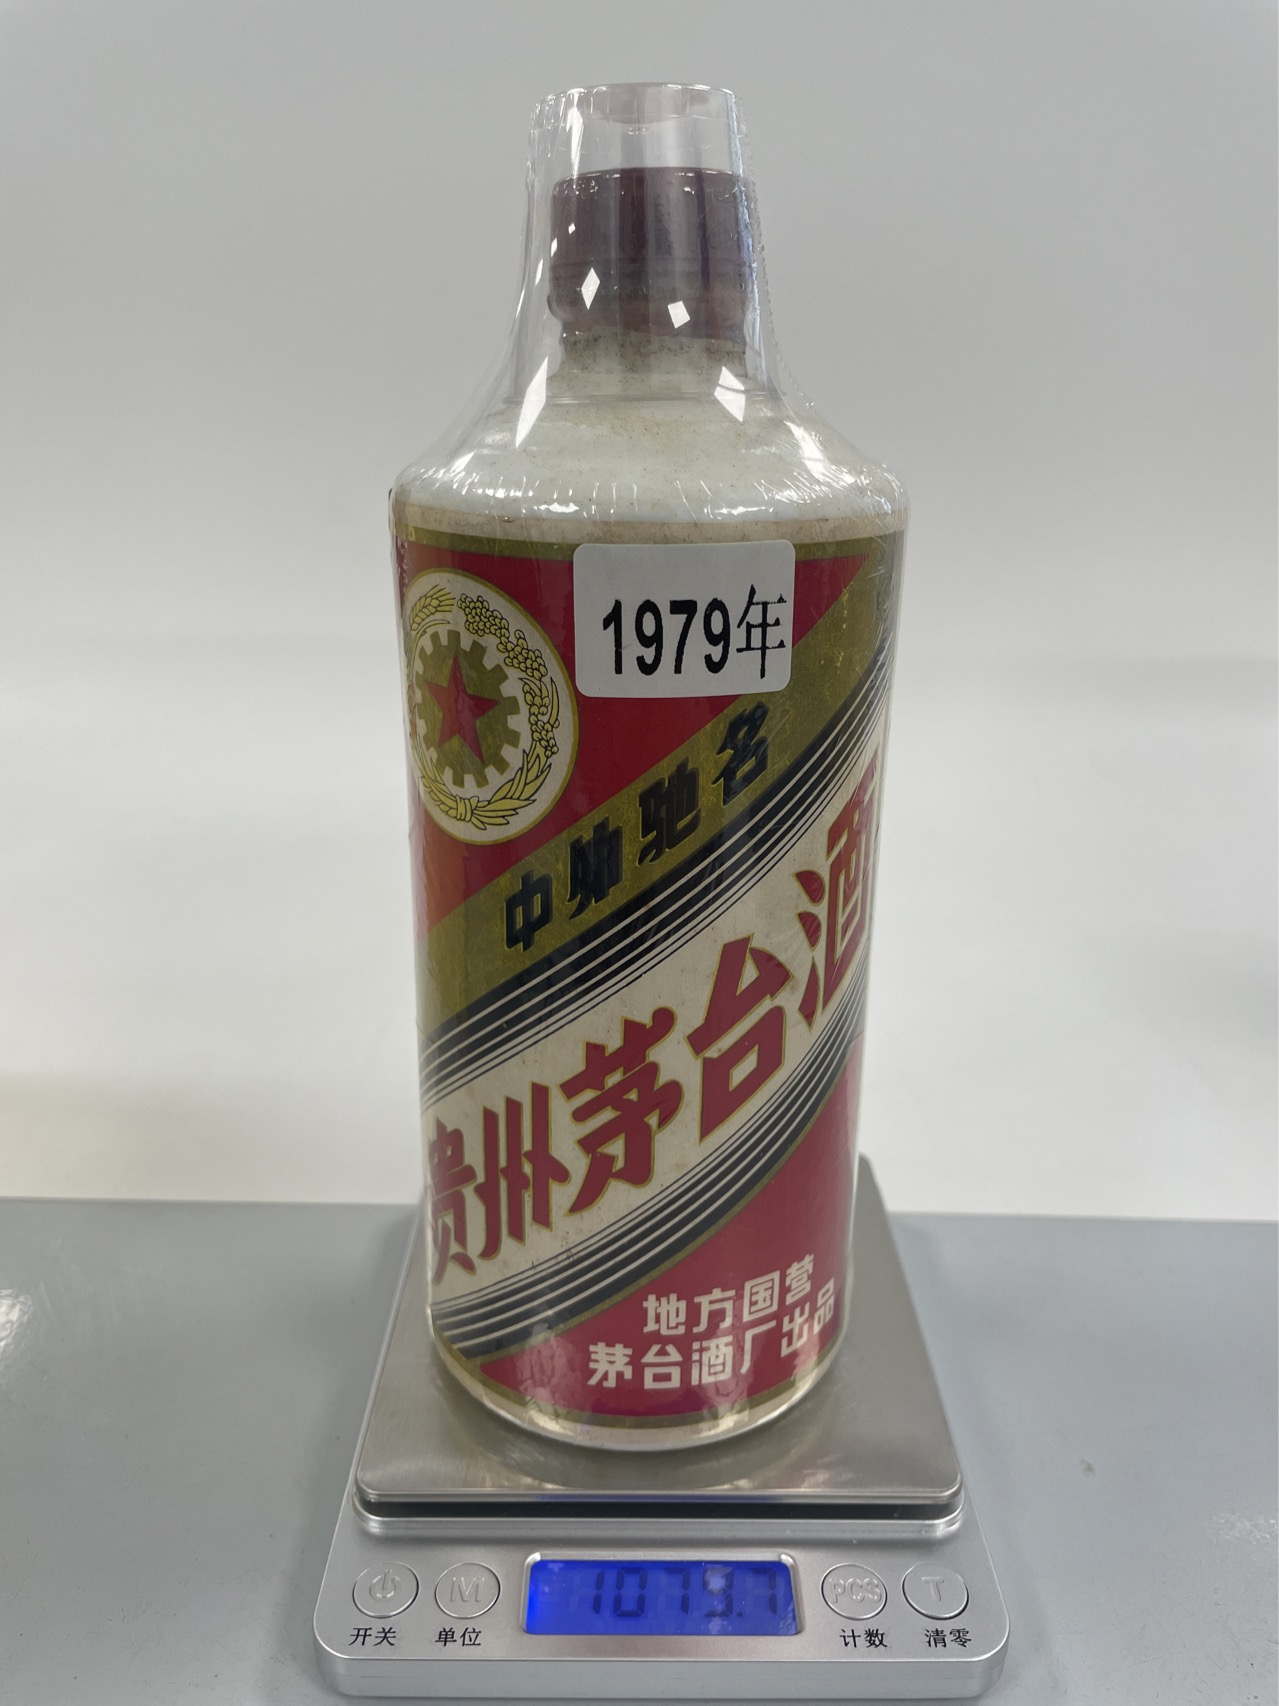 1979年
中外驰名
贵州茅台酒
地方国营
茅台酒厂出品
1079.7
M
PCS
T
开关
单位
计数
清零